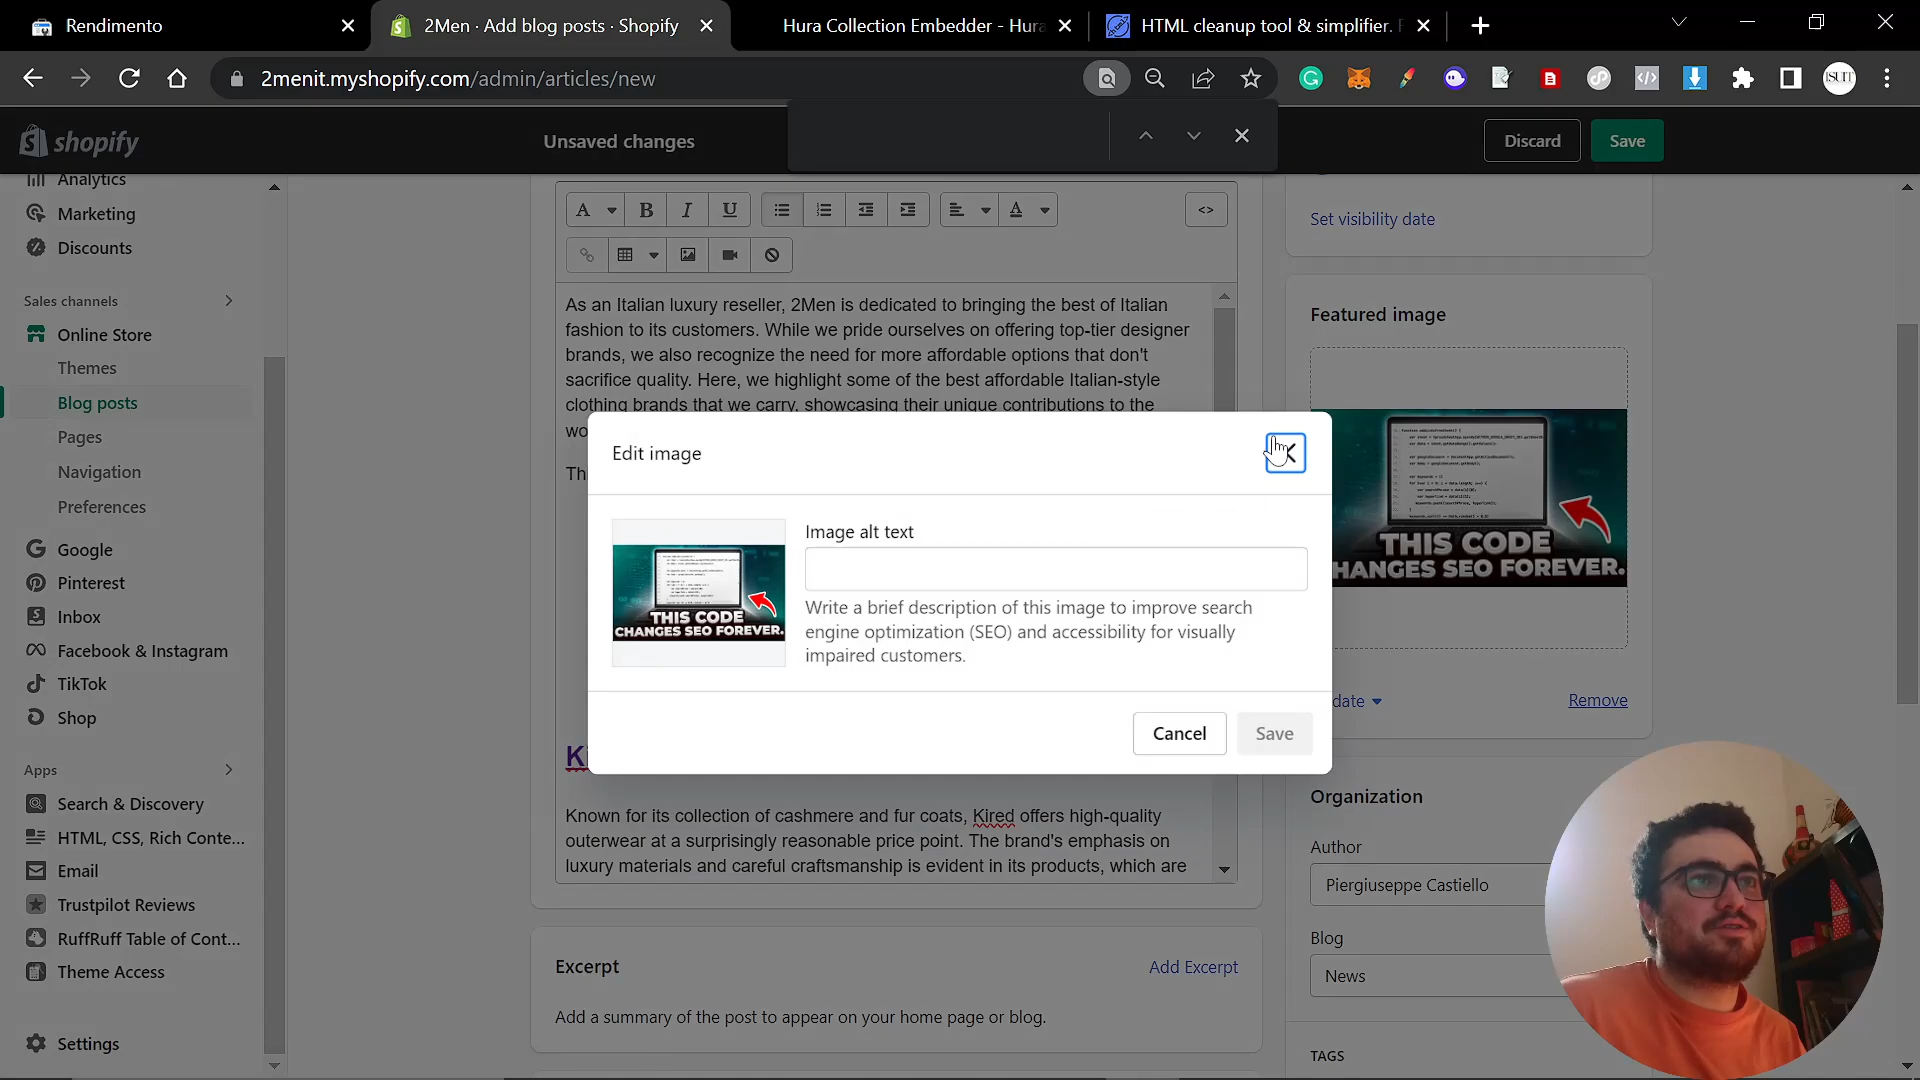 Rendimento
2Men · Add blog posts · Shopify
Hura Collection Embedder - Hura
HTML cleanup tool & simplifier. F
2menit.myshopify.com/admin/articles/new
ISUIT
shopify
Unsaved changes
Discard
Save
Analytics
Marketing
Discounts
Sales channels
Online Store
Themes
Blog posts
Pages
Navigation
Preferences
Google
Pinterest
Inbox
Facebook & Instagram
TikTok
Shop
Apps
Search & Discovery
HTML, CSS, Rich Conte...
Email
Trustpilot Reviews
RuffRuff Table of Cont...
Theme Access
Settings
A B I U A <>
As an Italian luxury reseller, 2Men is dedicated to bringing the best of Italian
fashion to its customers. While we pride ourselves on offering top-tier designer
brands, we also recognize the need for more affordable options that don't
sacrifice quality. Here, we highlight some of the best affordable Italian-style
clothing brands that we carry, showcasing their unique contributions to the
wo
Th
Edit image
THIS CODE
CHANGES SEO FOREVER.
Image alt text
Write a brief description of this image to improve search
engine optimization (SEO) and accessibility for visually
impaired customers.
Cancel
Save
Ki
Known for its collection of cashmere and fur coats, Kired offers high-quality
outerwear at a surprisingly reasonable price point. The brand's emphasis on
luxury materials and careful craftsmanship is evident in its products, which are
Excerpt
Add Excerpt
Add a summary of the post to appear on your home page or blog.
Set visibility date
Featured image
THIS CODE
HANGES SEO FOREVER.
date
Remove
Organization
Author
Piergiuseppe Castiello
Blog
News
TAGS